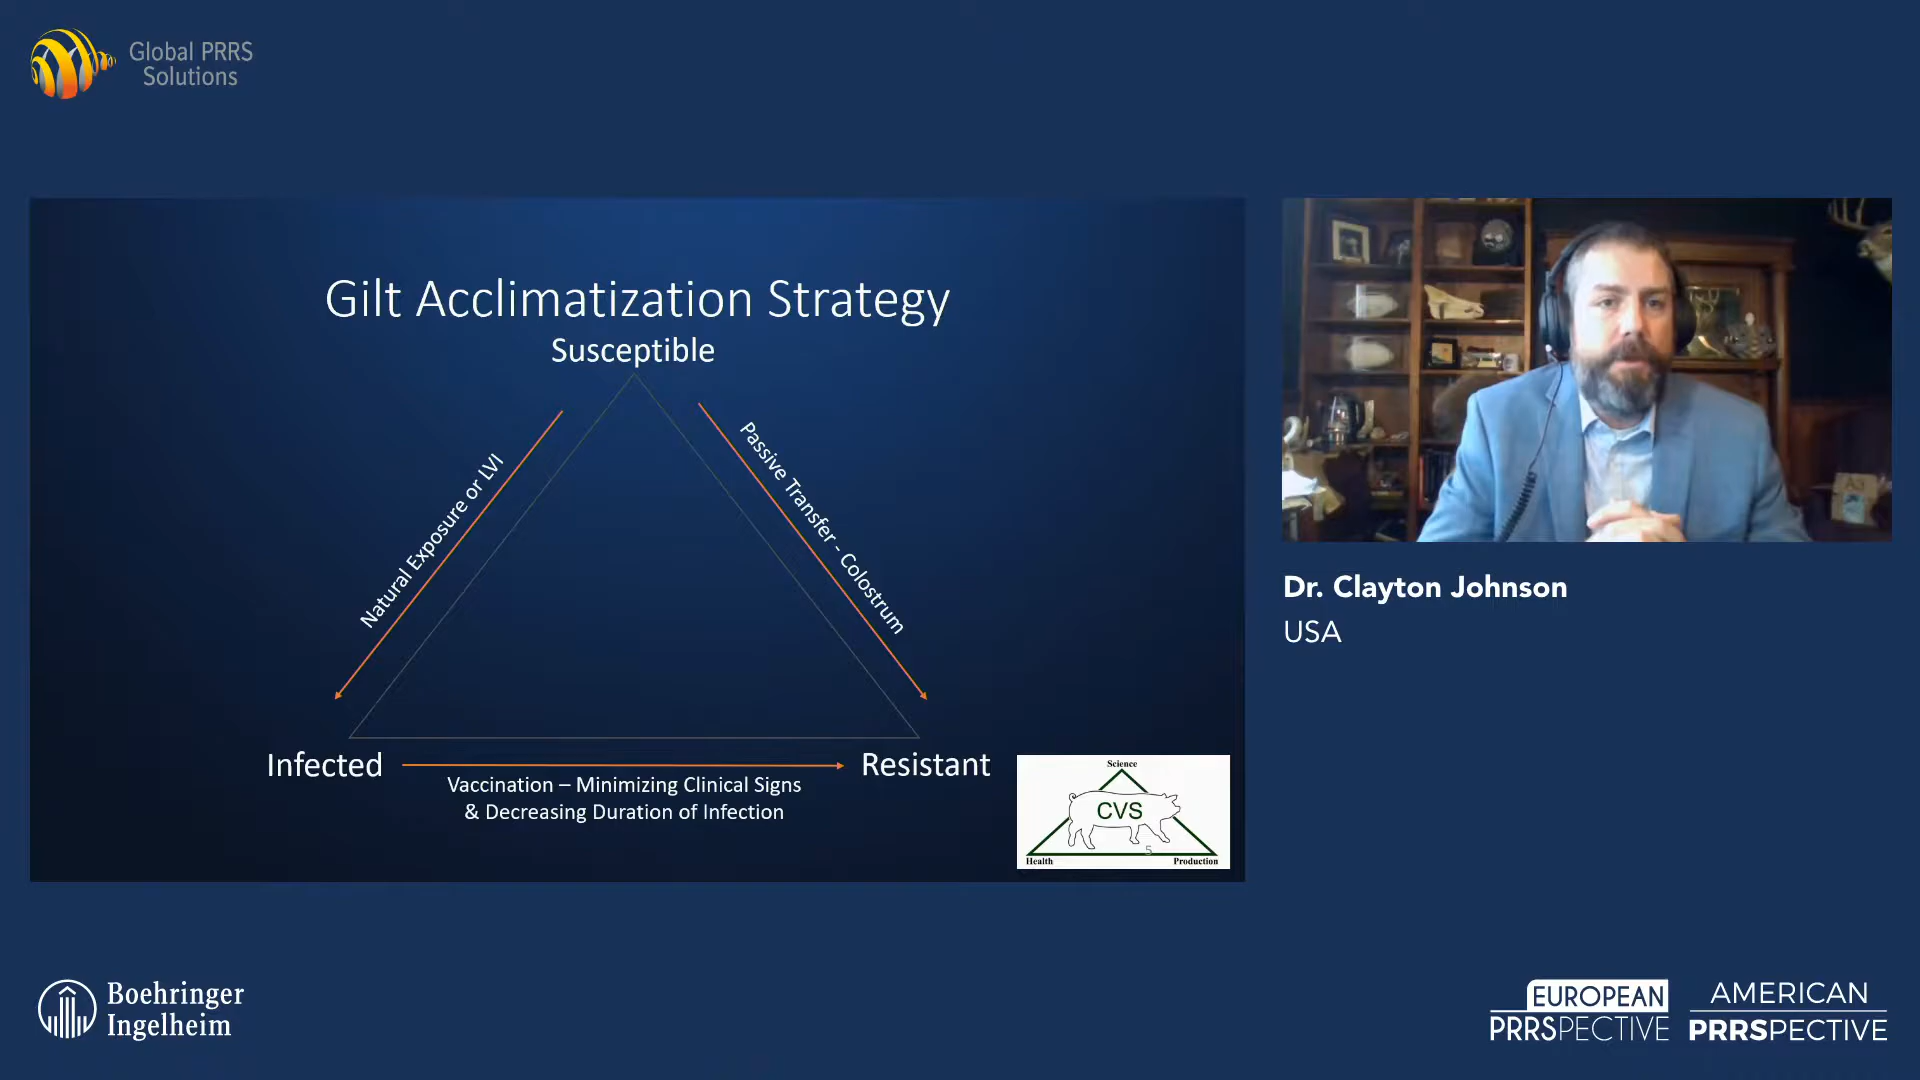 Global PRRS
Solutions
Gilt Acclimatization Strategy
Susceptible
Natural Exposure or LVI
Passive Transfer - Colostrum
Infected
Resistant
Vaccination – Minimizing Clinical Signs
& Decreasing Duration of Infection
Science
CVS
5
Health
Production
Dr. Clayton Johnson
USA
Boehringer
Ingelheim
EUROPEAN
PRRSPECTIVE
AMERICAN
PRRSPECTIVE